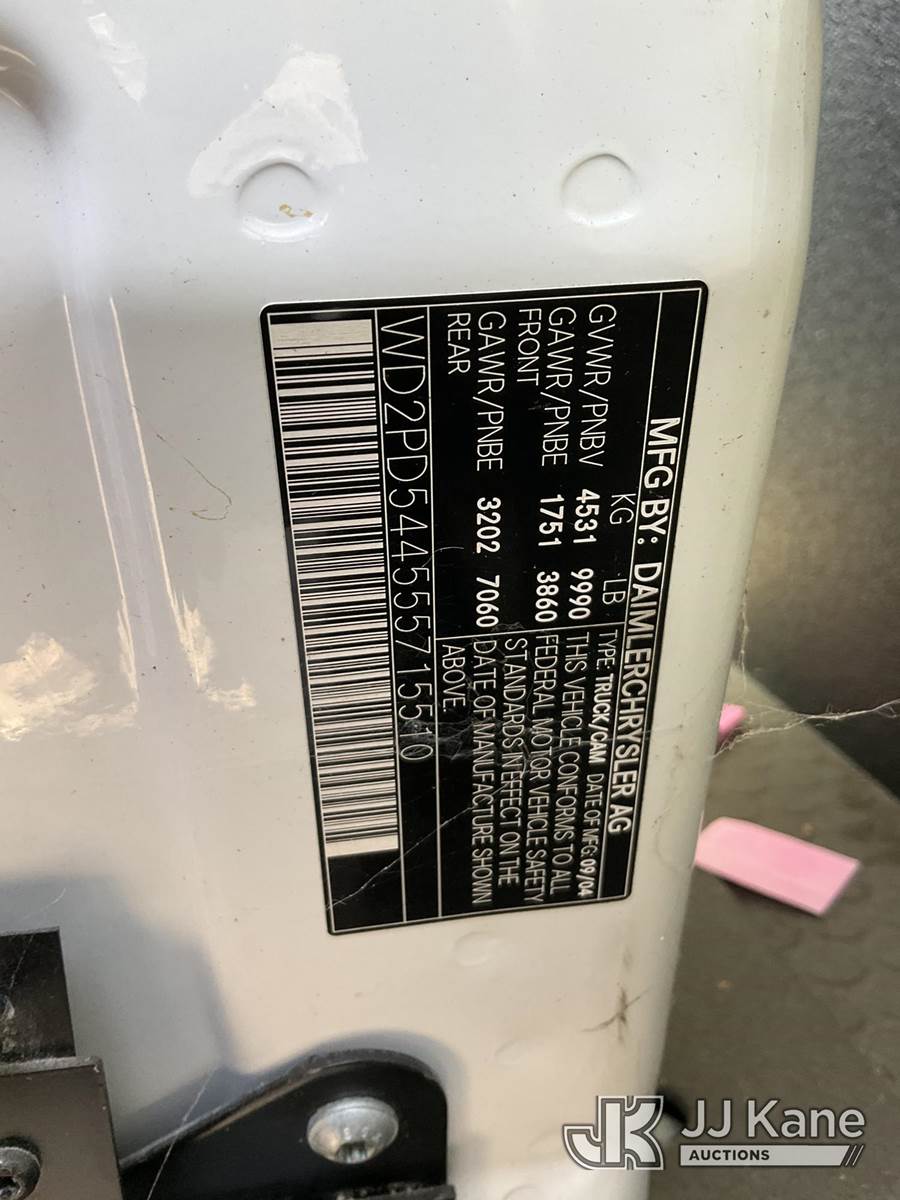 MFG BY: DAIMLERCHRYSLER AG
KG LB
GVWR/PNBV 4531 9990
GAWR/PNBE 1751 3860
FRONT
GAWR/PNBE 3202 7060
REAR
TYPE: TRUCK/CAM DATE OF MFG: 09/04
THIS VEHICLE CONFORMS TO ALL
FEDERAL MOTOR VEHICLE SAFETY
STANDARDS IN EFFECT ON THE
DATE OF MANUFACTURE SHOWN
ABOVE.
WD2PD544555715510
JK JJ Kane
AUCTIONS